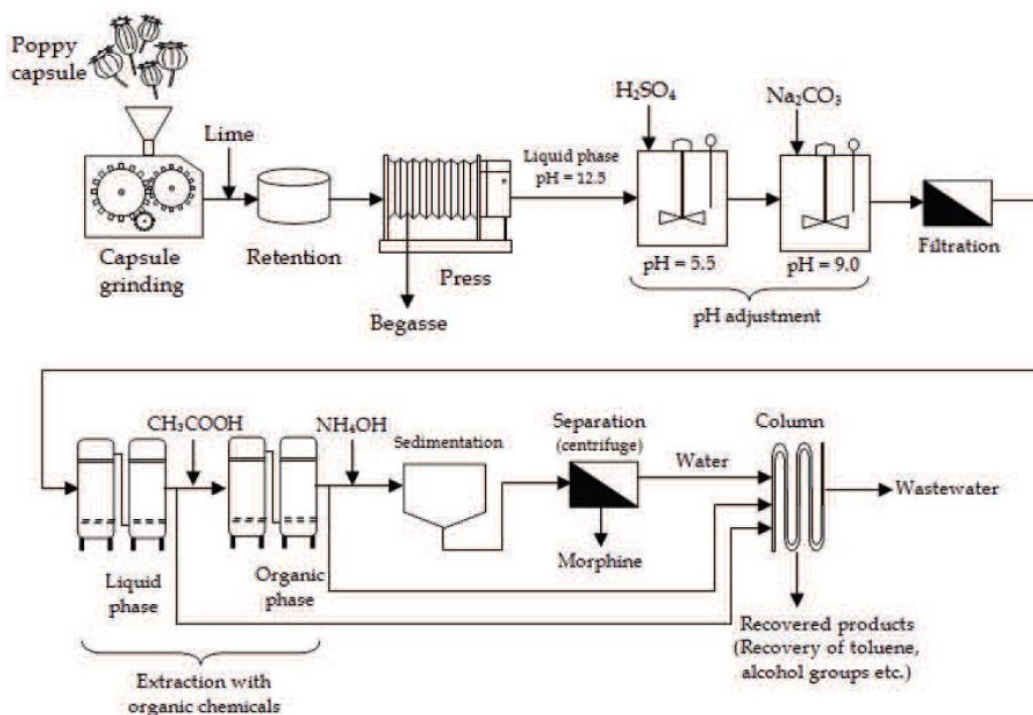 Poppy
capsule
Lime
Capsule
grinding
Retention
Press
Begasse
Liquid phase
pH = 12.5
H₂SO₄
Na₂CO₃
pH = 5.5
pH = 9.0
pH adjustment
Filtration
CH₃COOH
NH₄OH
Sedimentation
Separation
(centrifuge)
Water
Column
Wastewater
Morphine
Liquid
phase
Organic
phase
Extraction with
organic chemicals
Recovered products
(Recovery of toluene,
alcohol groups etc.)